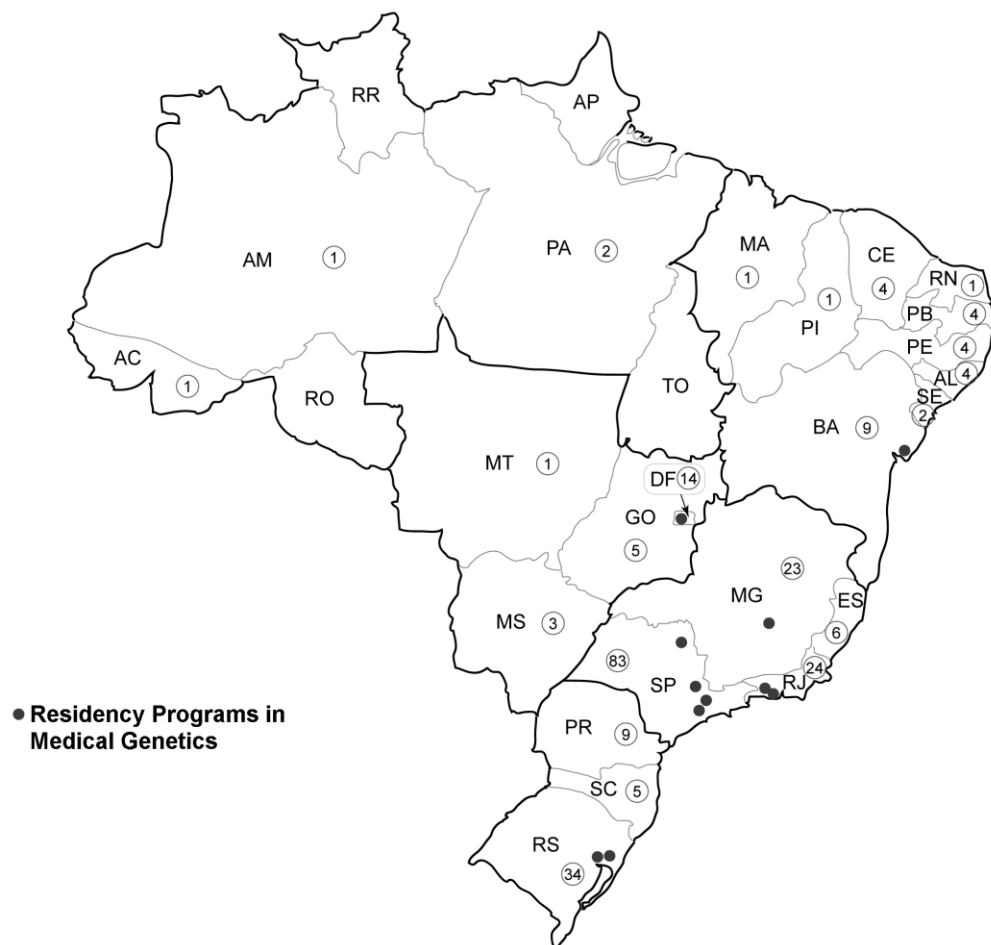 RR
AP
AM
1
PA
2
MA
1
PI
1
CE
4
RN
1
PB
4
PE
4
AL
4
SE
2
AC
1
RO
TO
BA
9
MT
1
DF 14
GO
5
MG
23
ES
6
MS
3
83
SP
RJ
24
Residency Programs in
Medical Genetics
PR
9
SC
5
RS
34